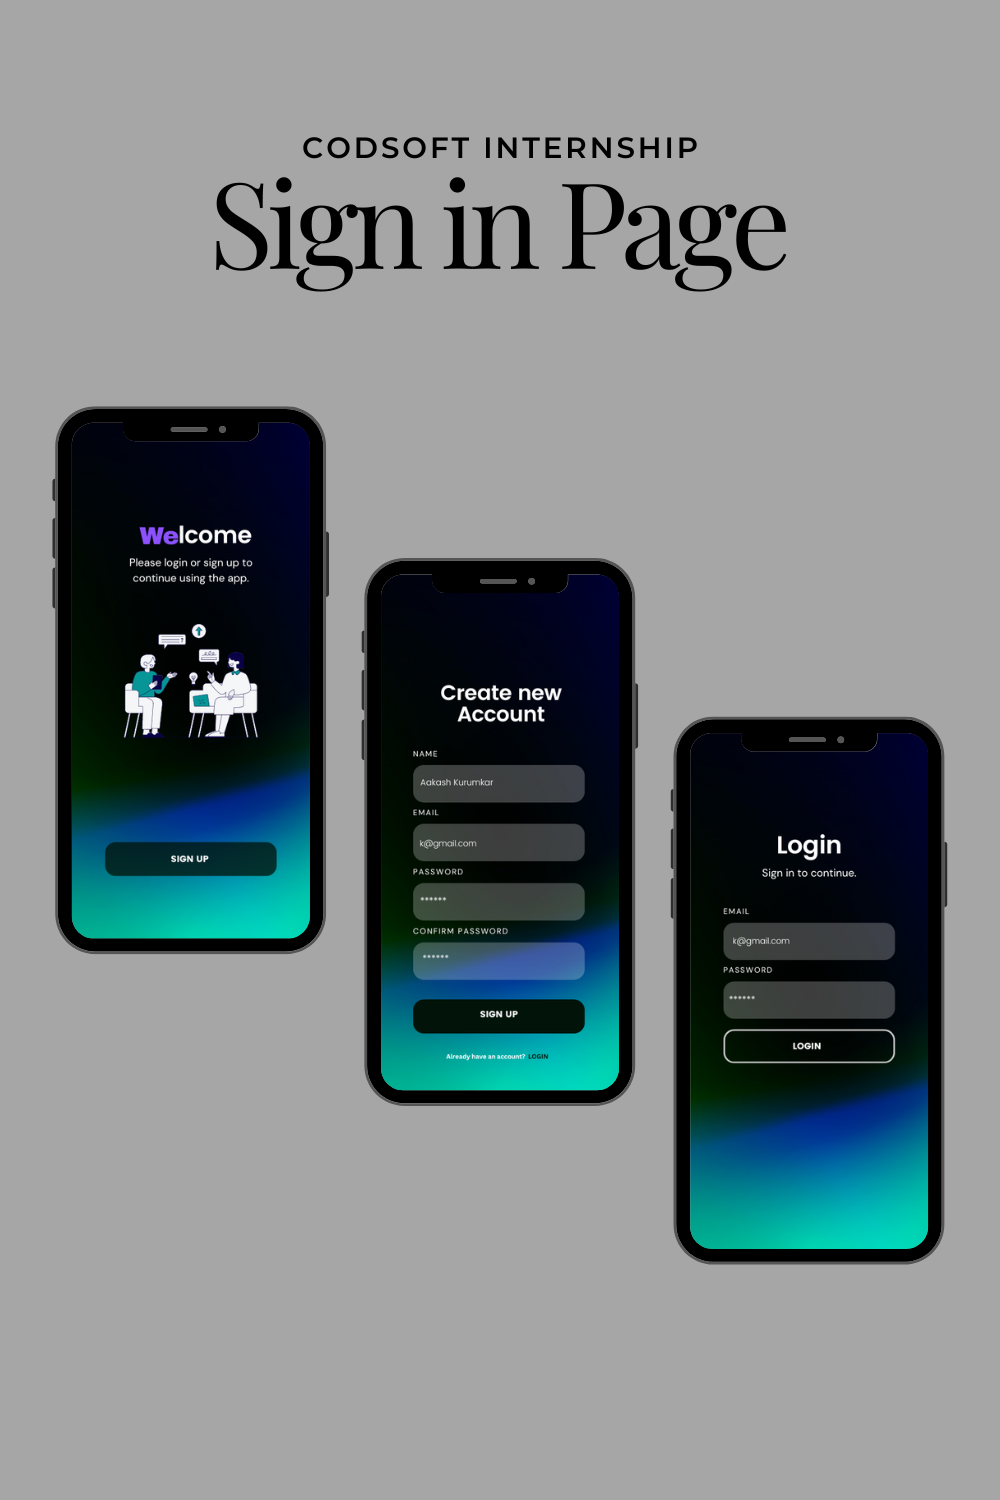 CODSOFT INTERNSHIP
Sign in Page
Welcome
Please login or sign up to
continue using the app.
SIGN UP
Create new
Account
NAME
Aakash Kurumkar
EMAIL
k@gmail.com
PASSWORD
******
CONFIRM PASSWORD
******
SIGN UP
Already have an account? LOGIN
Login
Sign in to continue.
EMAIL
k@gmail.com
PASSWORD
******
LOGIN